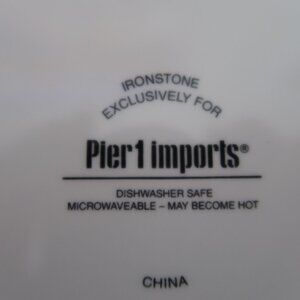 IRONSTONE
EXCLUSIVELY FOR
Pier 1 imports®
DISHWASHER SAFE
MICROWAVEABLE – MAY BECOME HOT
CHINA